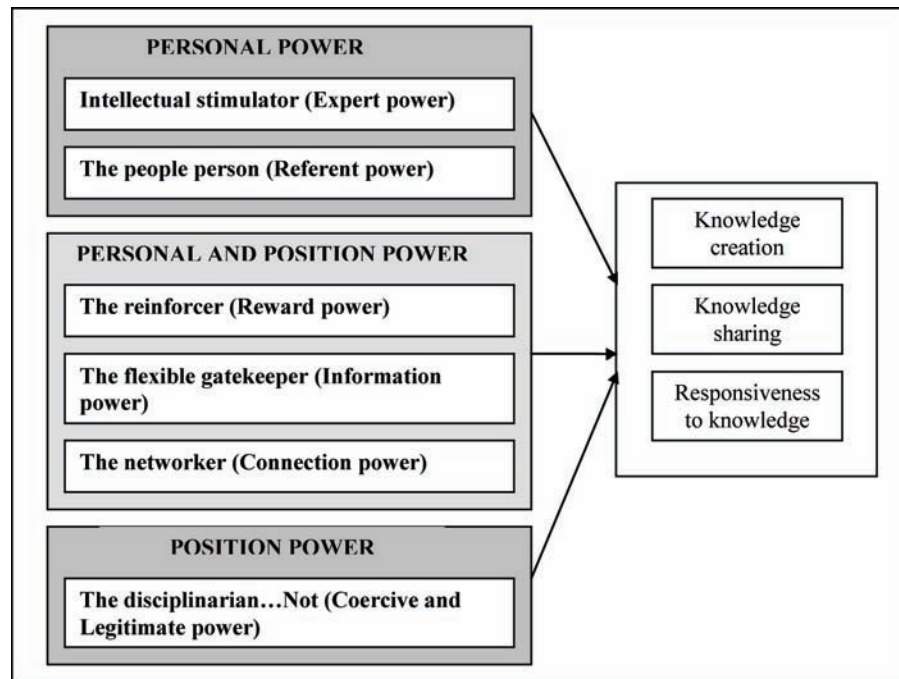 PERSONAL POWER
Intellectual stimulator (Expert power)
The people person (Referent power)
PERSONAL AND POSITION POWER
The reinforcer (Reward power)
The flexible gatekeeper (Information
power)
The networker (Connection power)
POSITION POWER
The disciplinarian…Not (Coercive and
Legitimate power)
Knowledge
creation
Knowledge
sharing
Responsiveness
to knowledge